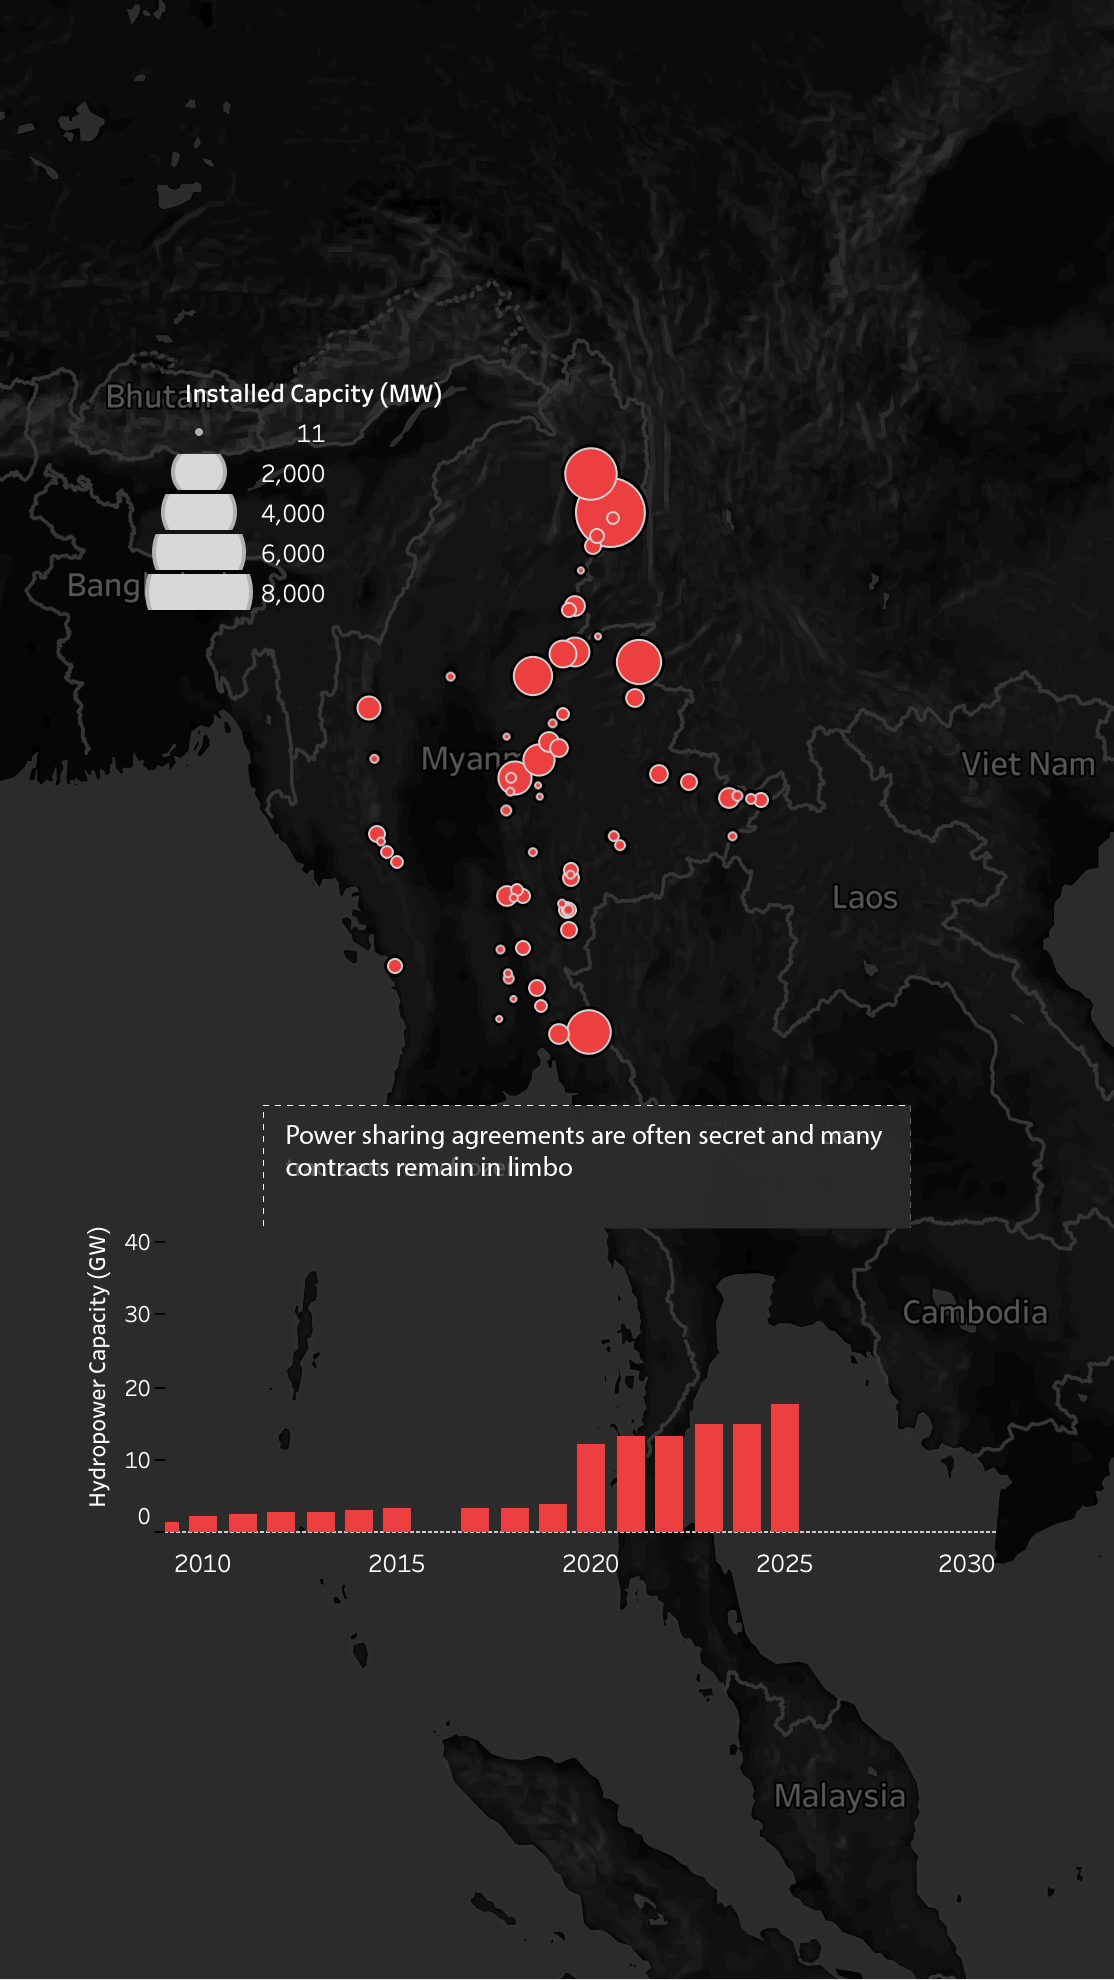 Bhutan
Installed Capcity (MW)
11
2,000
4,000
6,000
8,000
Bang
Myanm
Viet Nam
Laos
Power sharing agreements are often secret and many
contracts remain in limbo
Hydropower Capacity (GW)
40
30
20
10
0
2010
2015
2020
2025
2030
Cambodia
Malaysia